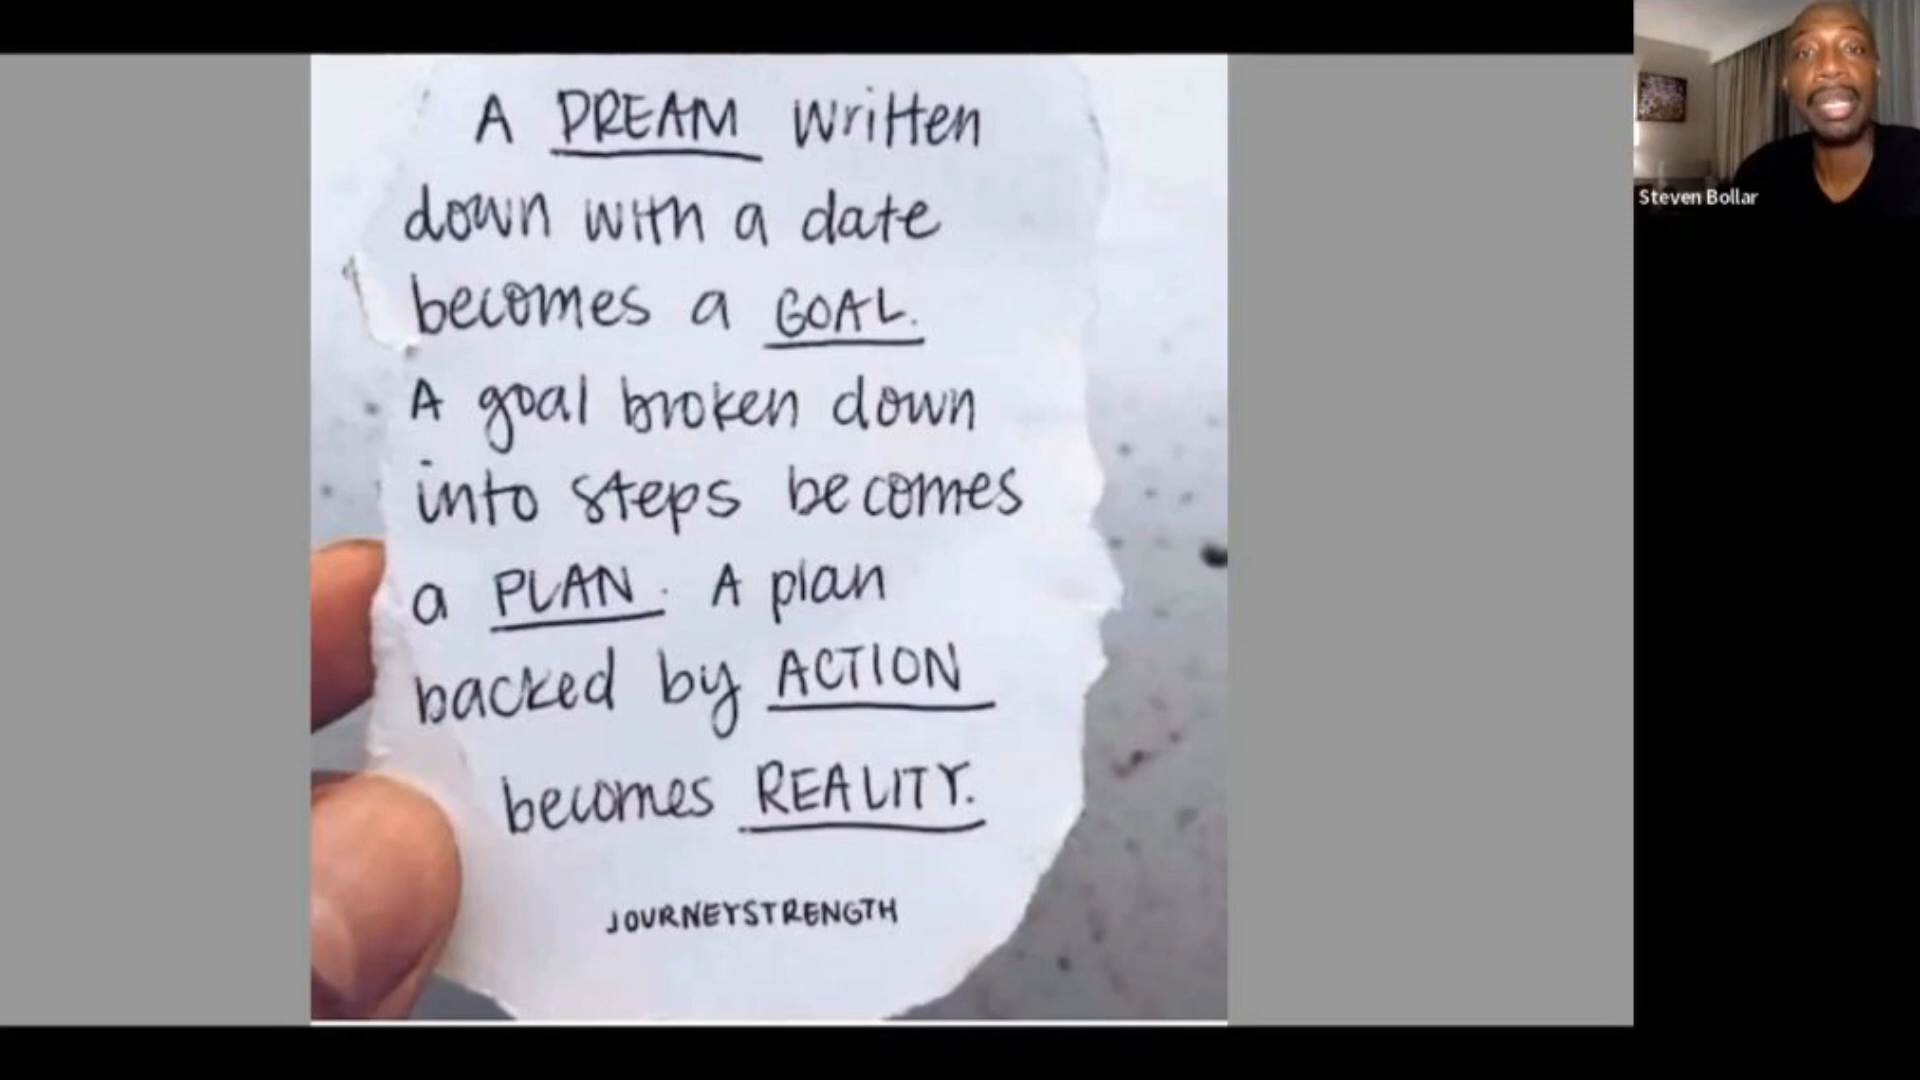 A DREAM written
down with a date
becomes a GOAL.
A goal broken down
into steps becomes
a PLAN. A plan
backed by ACTION
becomes REALITY.
JOURNEYSTRENGTH
Steven Bollar